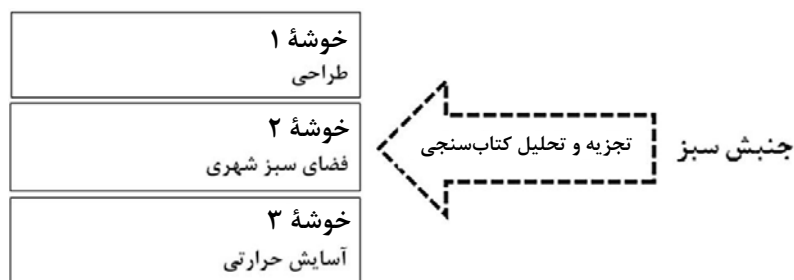 جنبش سبز
تجزیه و تحلیل کتاب‌سنجی
خوشهٔ ۱
طراحی
خوشهٔ ۲
فضای سبز شهری
خوشهٔ ۳
آسایش حرارتی